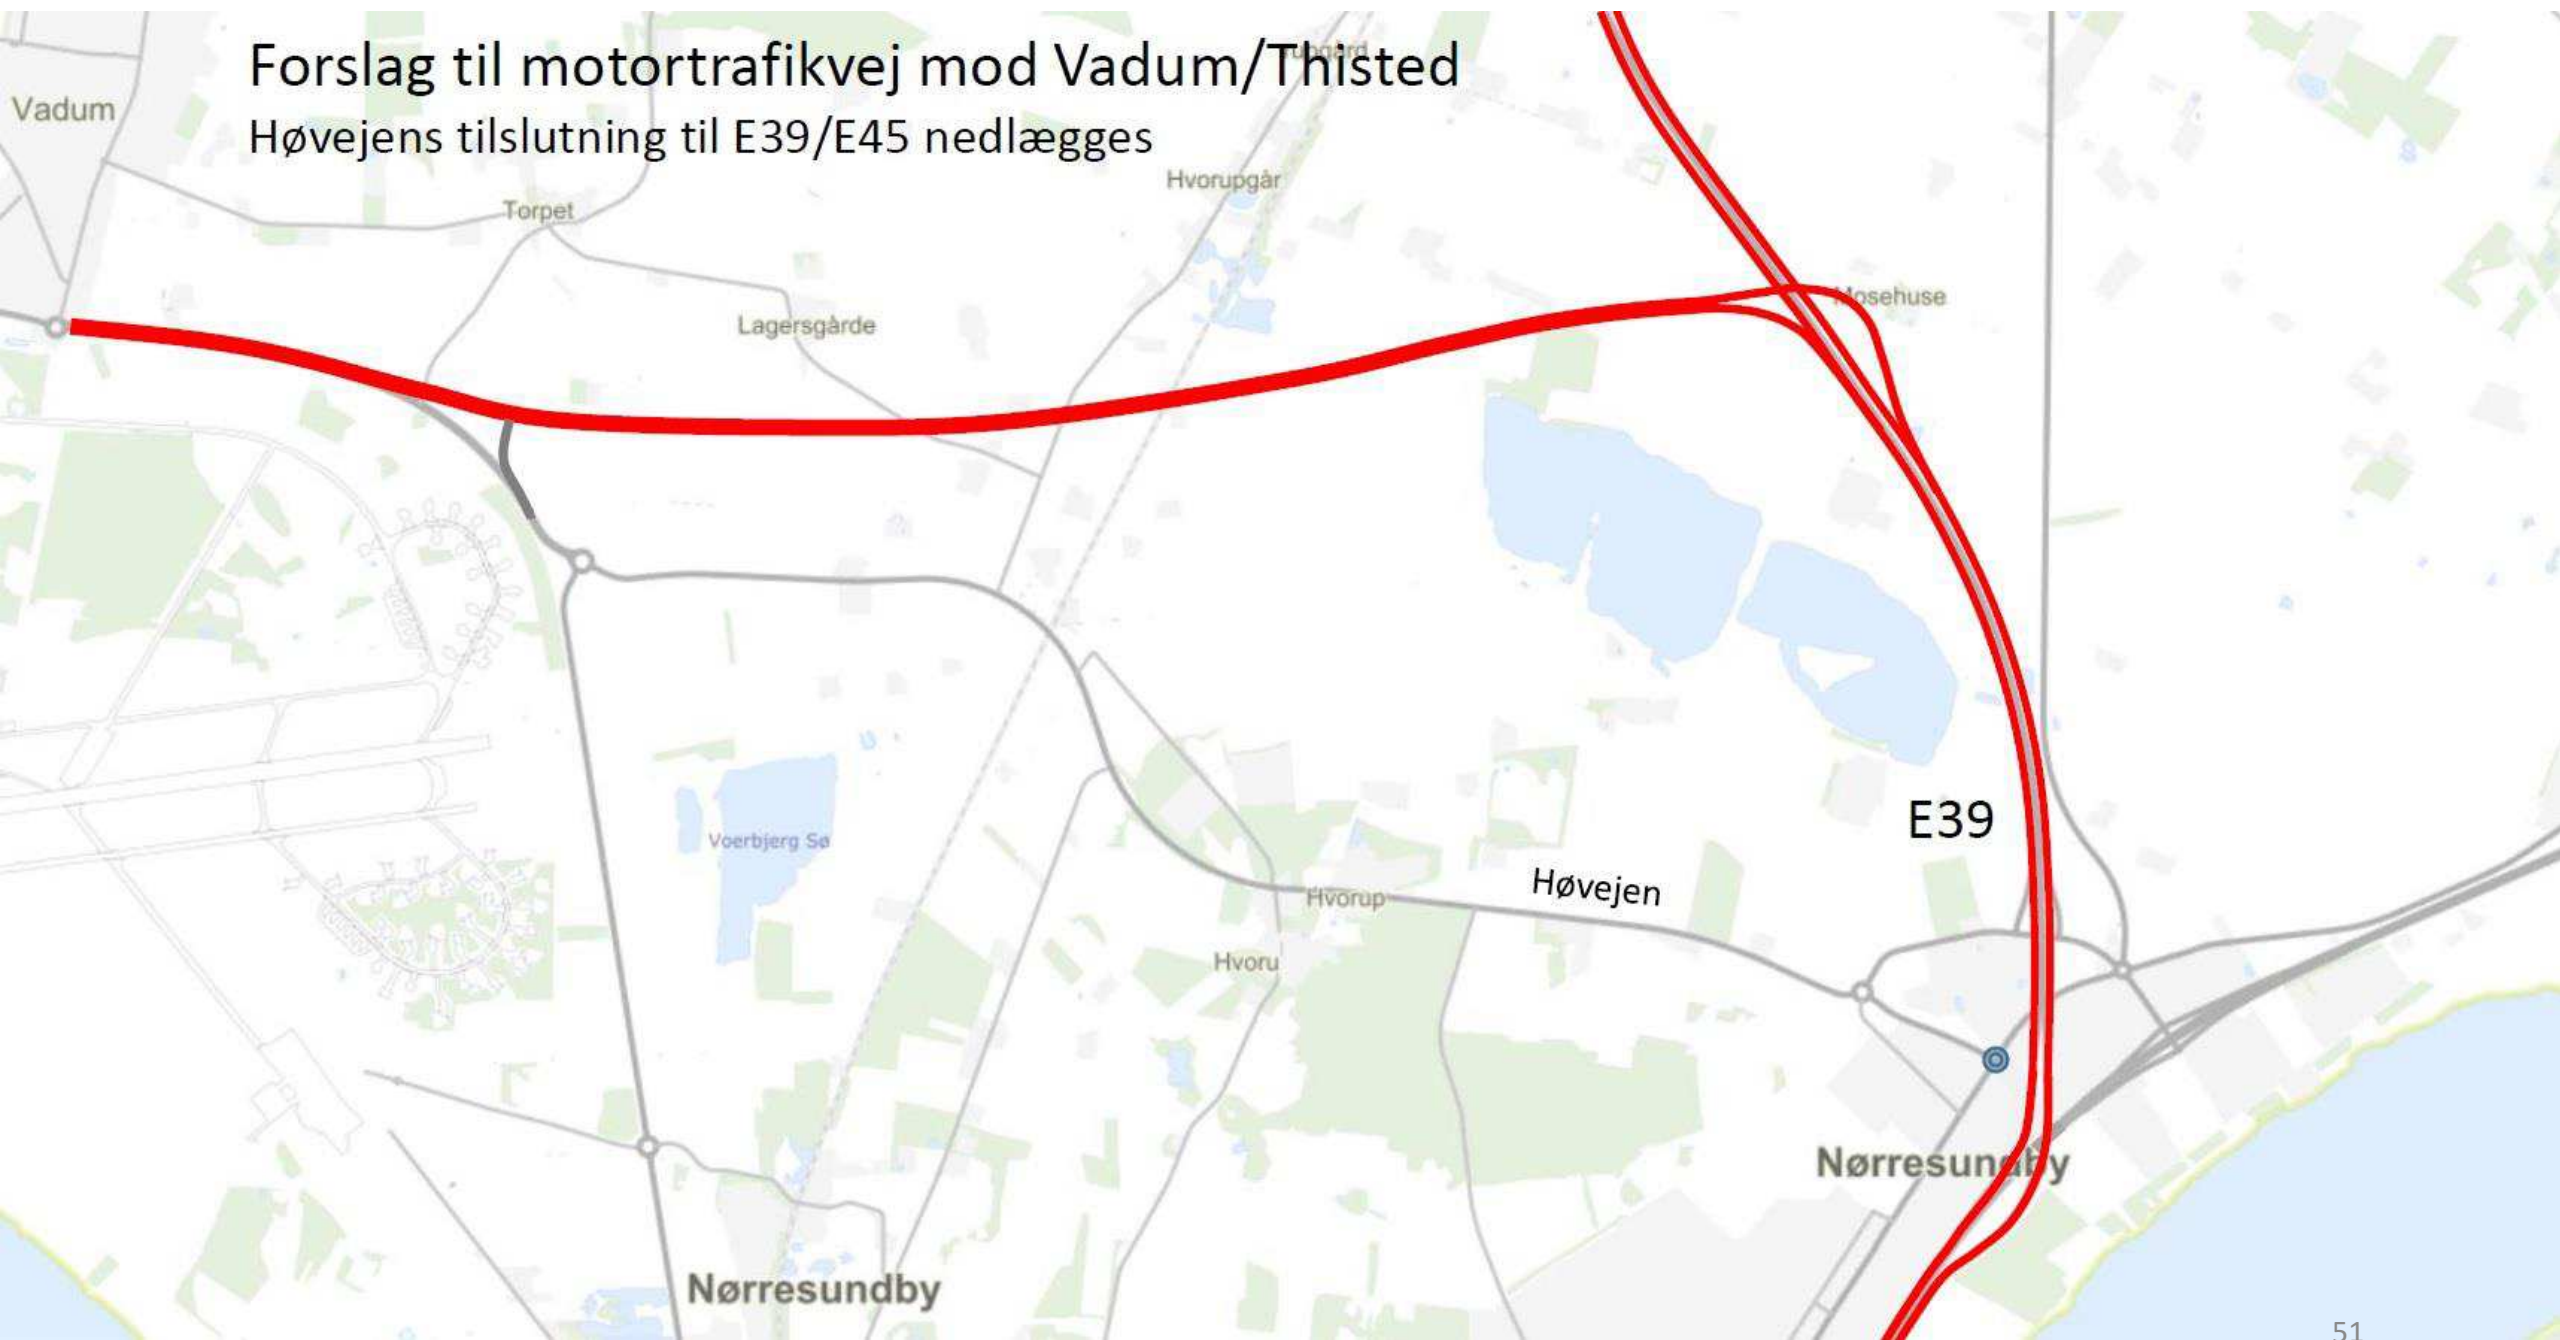 Forslag til motortrafikvej mod Vadum/Thisted
Høvejens tilslutning til E39/E45 nedlægges
Vadum
Hvorupgår
Torpet
Mosehuse
Lagersgårde
E39
Voerbjerg Sø
Høvejen
Hvorup
Hvoru
Nørresundby
Nørresundby
51